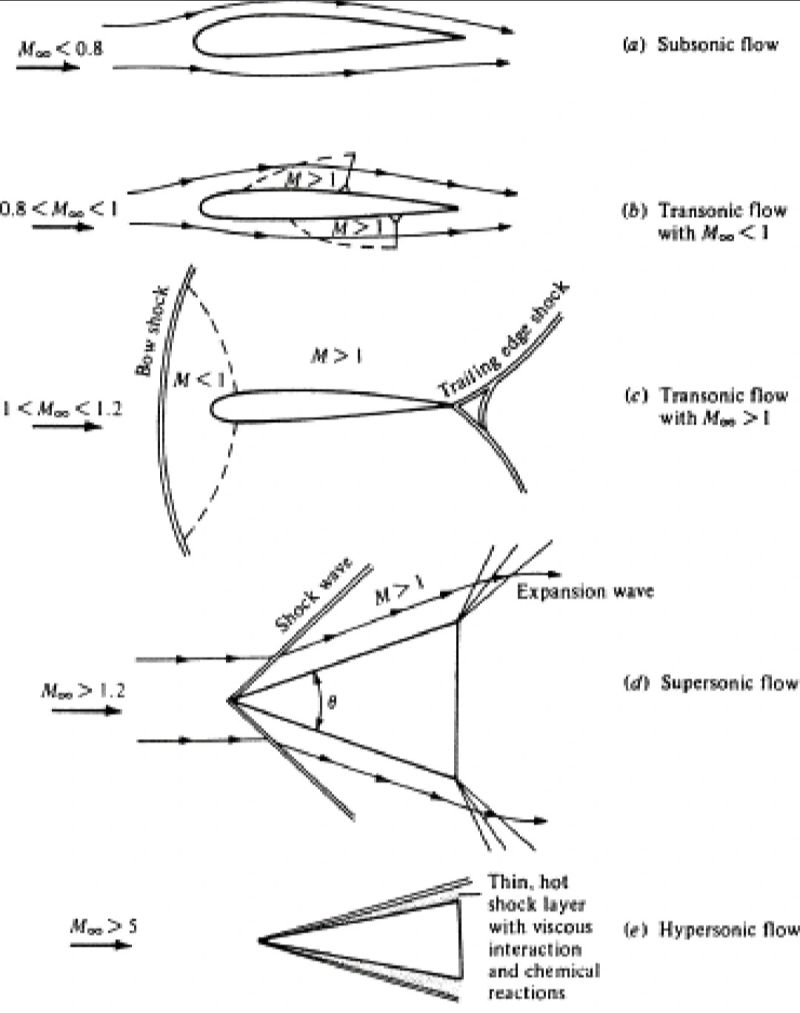 M∞ < 0.8
(a) Subsonic flow
M > 1
0.8 < M∞ < 1
M > 1
(b) Transonic flow
with M∞ < 1
Bow shock
M < 1
M > 1
Trailing edge shock
1 < M∞ < 1.2
(c) Transonic flow
with M∞ > 1
Shock wave
M > 1
Expansion wave
M∞ > 1.2
θ
(d) Supersonic flow
M∞ > 5
Thin, hot
shock layer
with viscous
interaction
and chemical
reactions
(e) Hypersonic flow